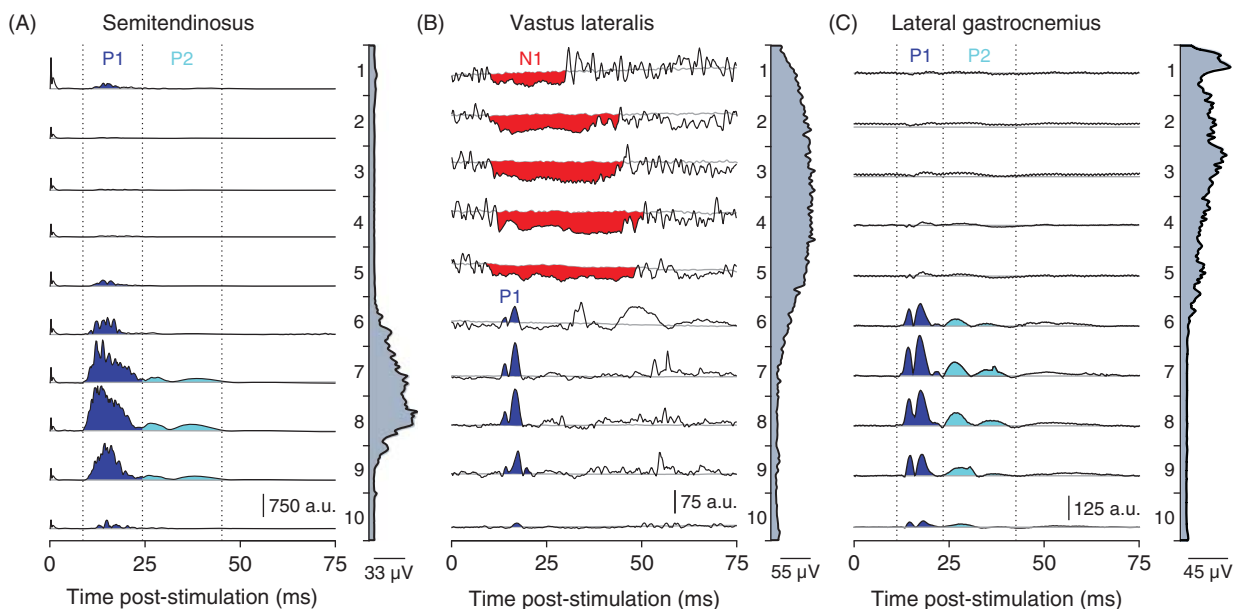 (A) Semitendinosus
P1 P2
1
2
3
4
5
6
7
8
9
10
750 a.u.
0 25 50 75
Time post-stimulation (ms)
33 µV
(B) Vastus lateralis
N1
P1
1
2
3
4
5
6
7
8
9
10
75 a.u.
0 25 50 75
Time post-stimulation (ms)
55 µV
(C) Lateral gastrocnemius
P1 P2
1
2
3
4
5
6
7
8
9
10
125 a.u.
0 25 50 75
Time post-stimulation (ms)
45 µV